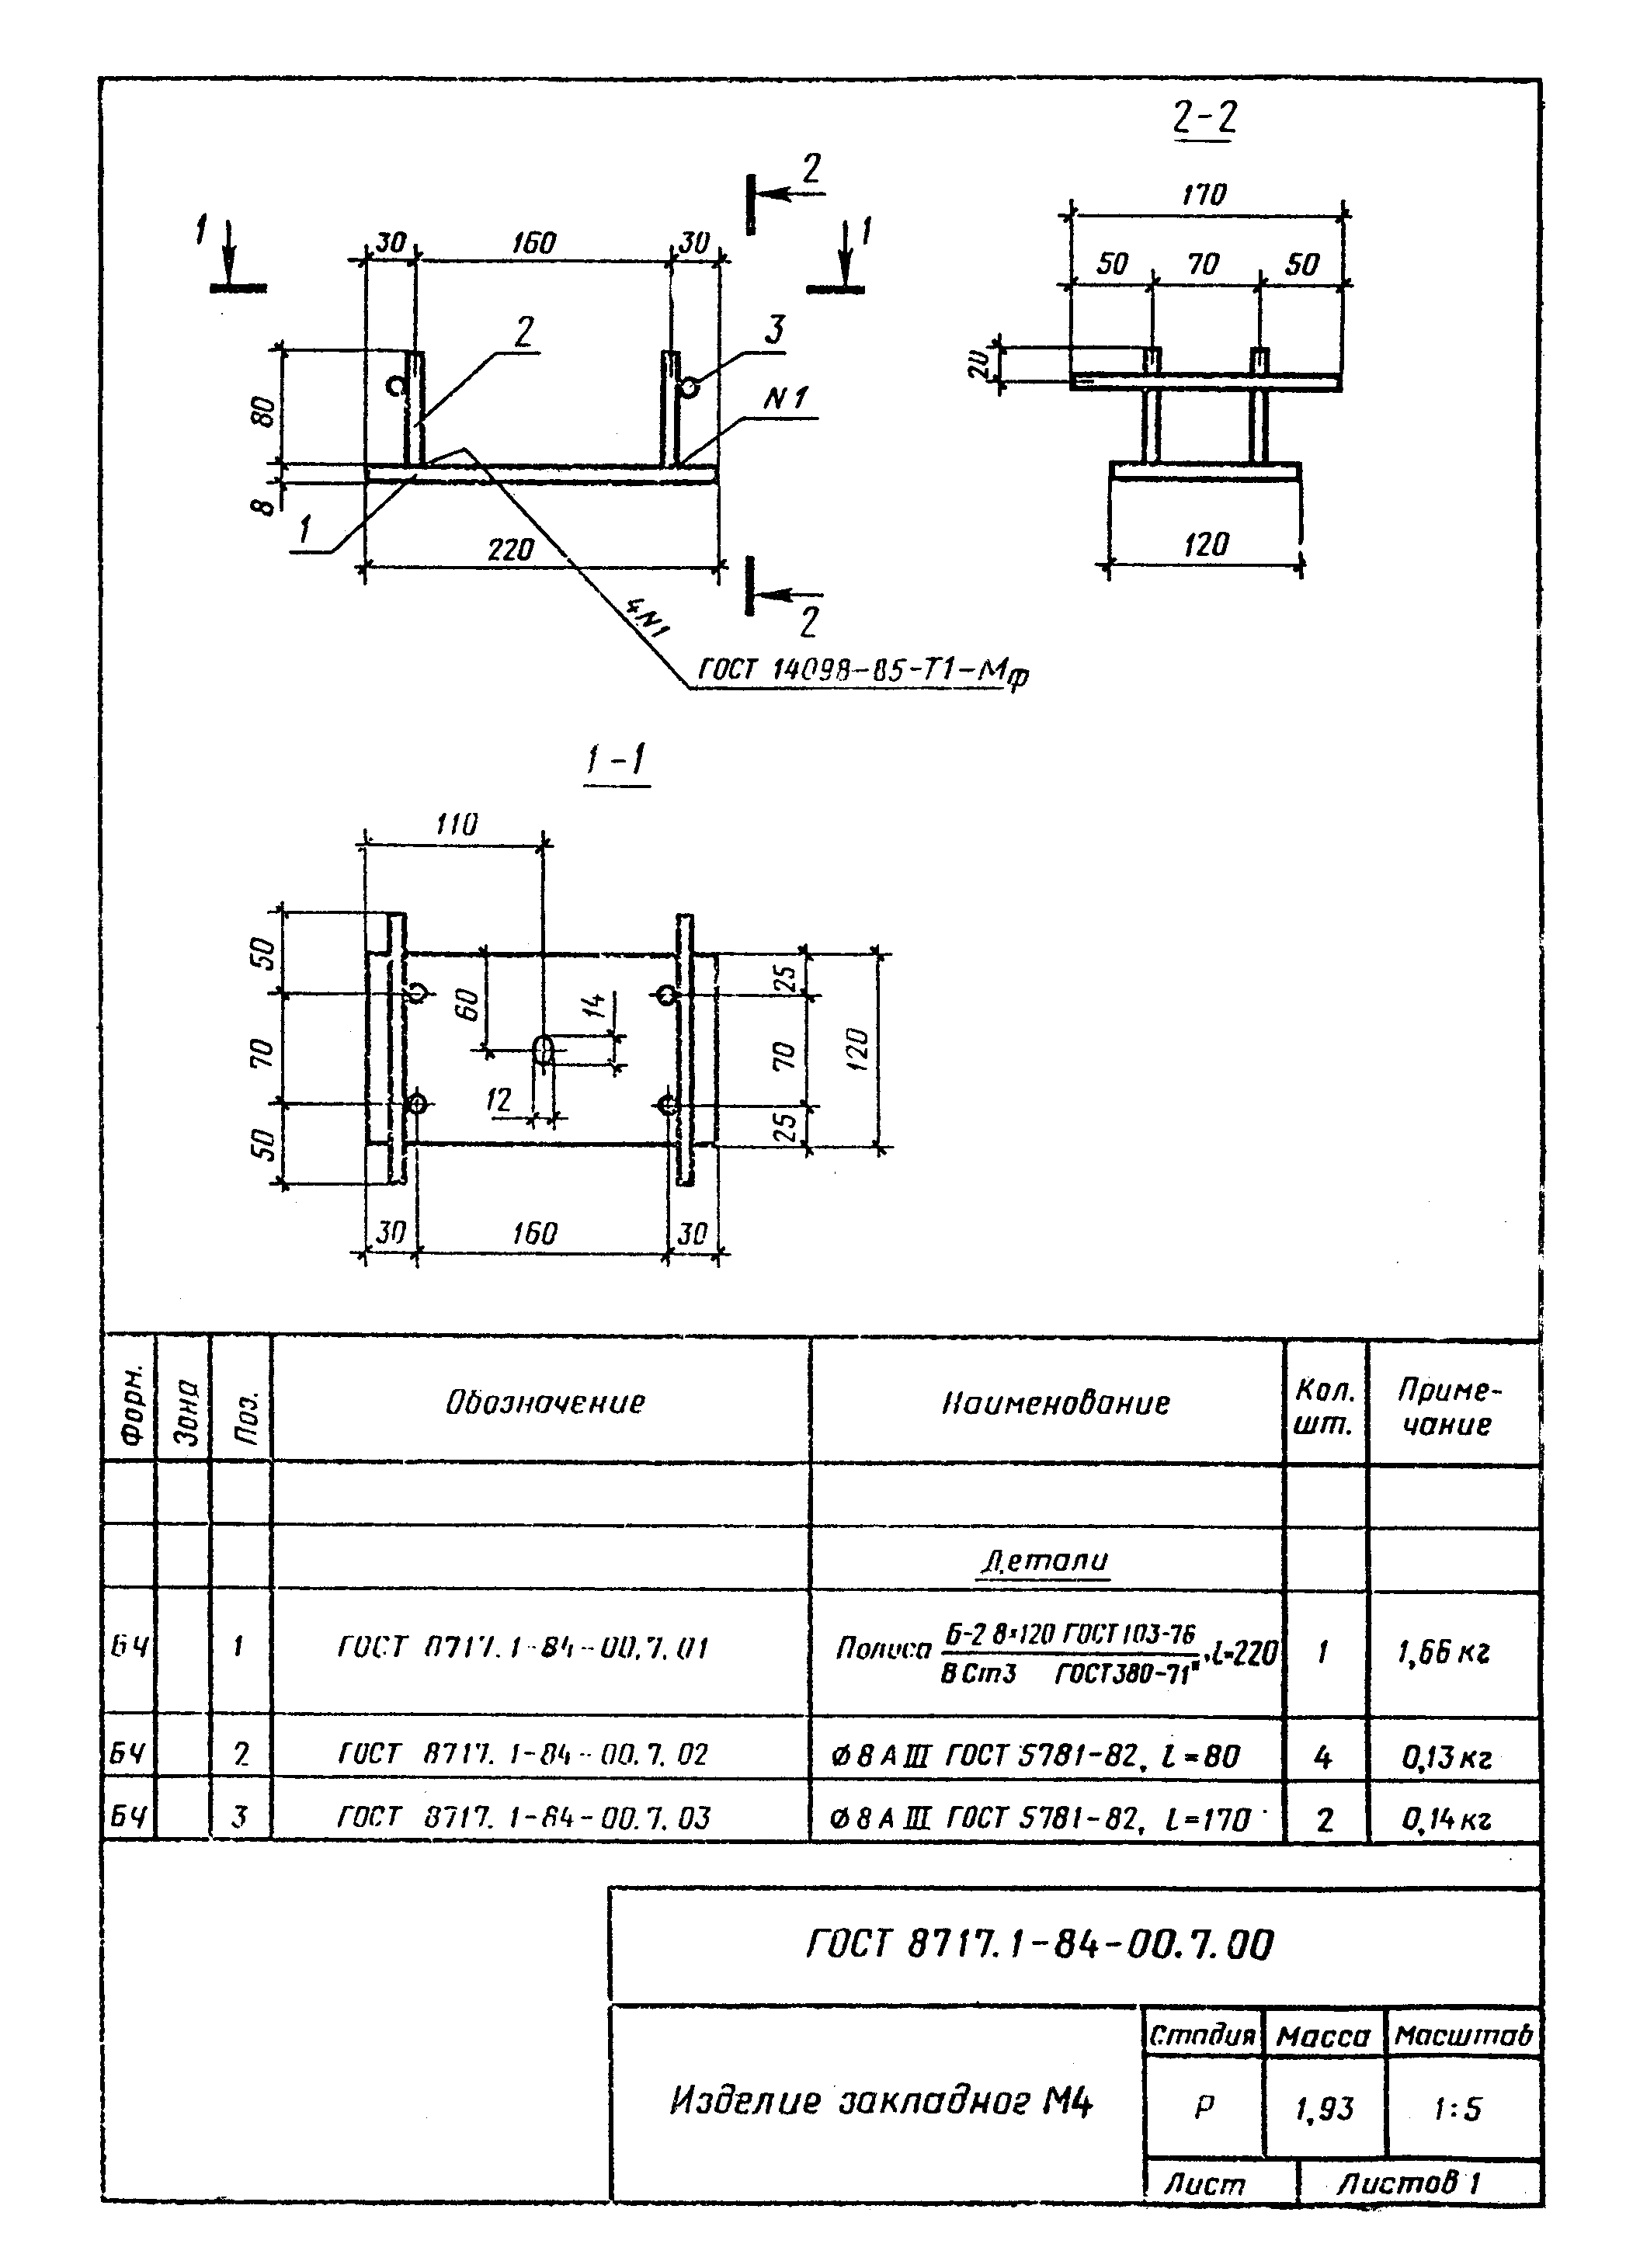 2-2
2
170
1
30
160
30
1
50
70
50
2
3
20
80
N1
8
1
220
120
4N1
2
ГОСТ 14098-85-Т1-Мф
1-1
110
50
25
60
14
70
70
120
12
25
50
30
160
30
Форм.
Зона
Поз.
Обозначение
Наименование
Кол.
шт.
Приме-
чание
Детали
БЧ 1 ГОСТ 8717.1-84-00.7.01 Полоса Б-2 8×120 ГОСТ 103-76 , l=220 1 1,66 кг
ВСт3 ГОСТ 380-71*
БЧ 2 ГОСТ 8717.1-84-00.7.02 Ø8 А III ГОСТ 5781-82, l=80 4 0,13 кг
БЧ 3 ГОСТ 8717.1-84-00.7.03 Ø8 А III ГОСТ 5781-82, l=170 2 0,14 кг
ГОСТ 8717.1-84-00.7.00
Изделие закладное М4
Стадия Масса Масштаб
Р 1,93 1:5
Лист Листов 1